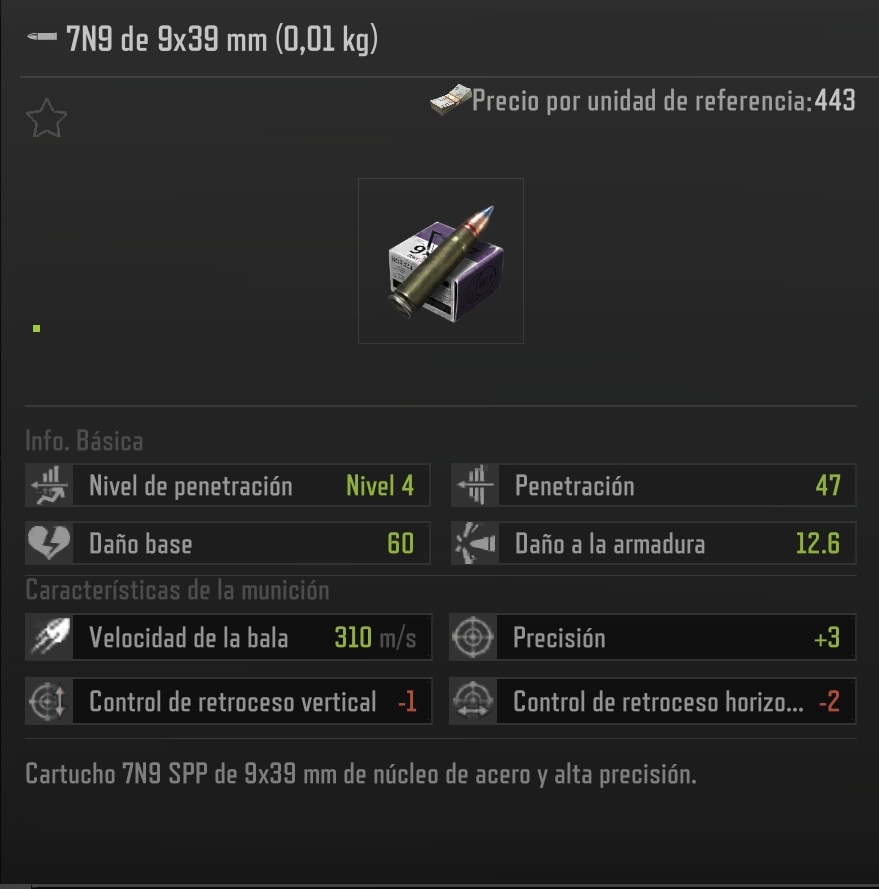 7N9 de 9x39 mm (0,01 kg)
Precio por unidad de referencia:443
Info. Básica
Nivel de penetración Nivel 4
Penetración 47
Daño base 60
Daño a la armadura 12.6
Características de la munición
Velocidad de la bala 310 m/s
Precisión +3
Control de retroceso vertical -1
Control de retroceso horizo... -2
Cartucho 7N9 SPP de 9x39 mm de núcleo de acero y alta precisión.